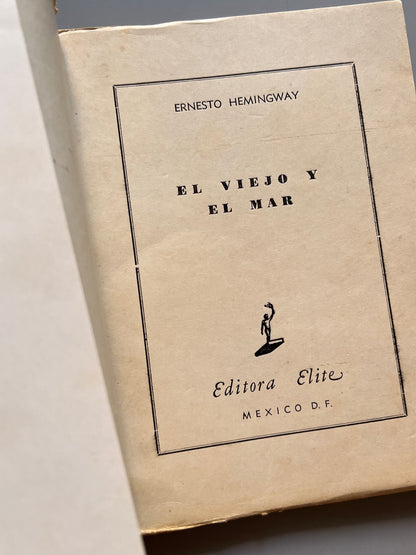 ERNESTO HEMINGWAY
EL VIEJO Y
EL MAR
Editora Elite
MEXICO D.F.